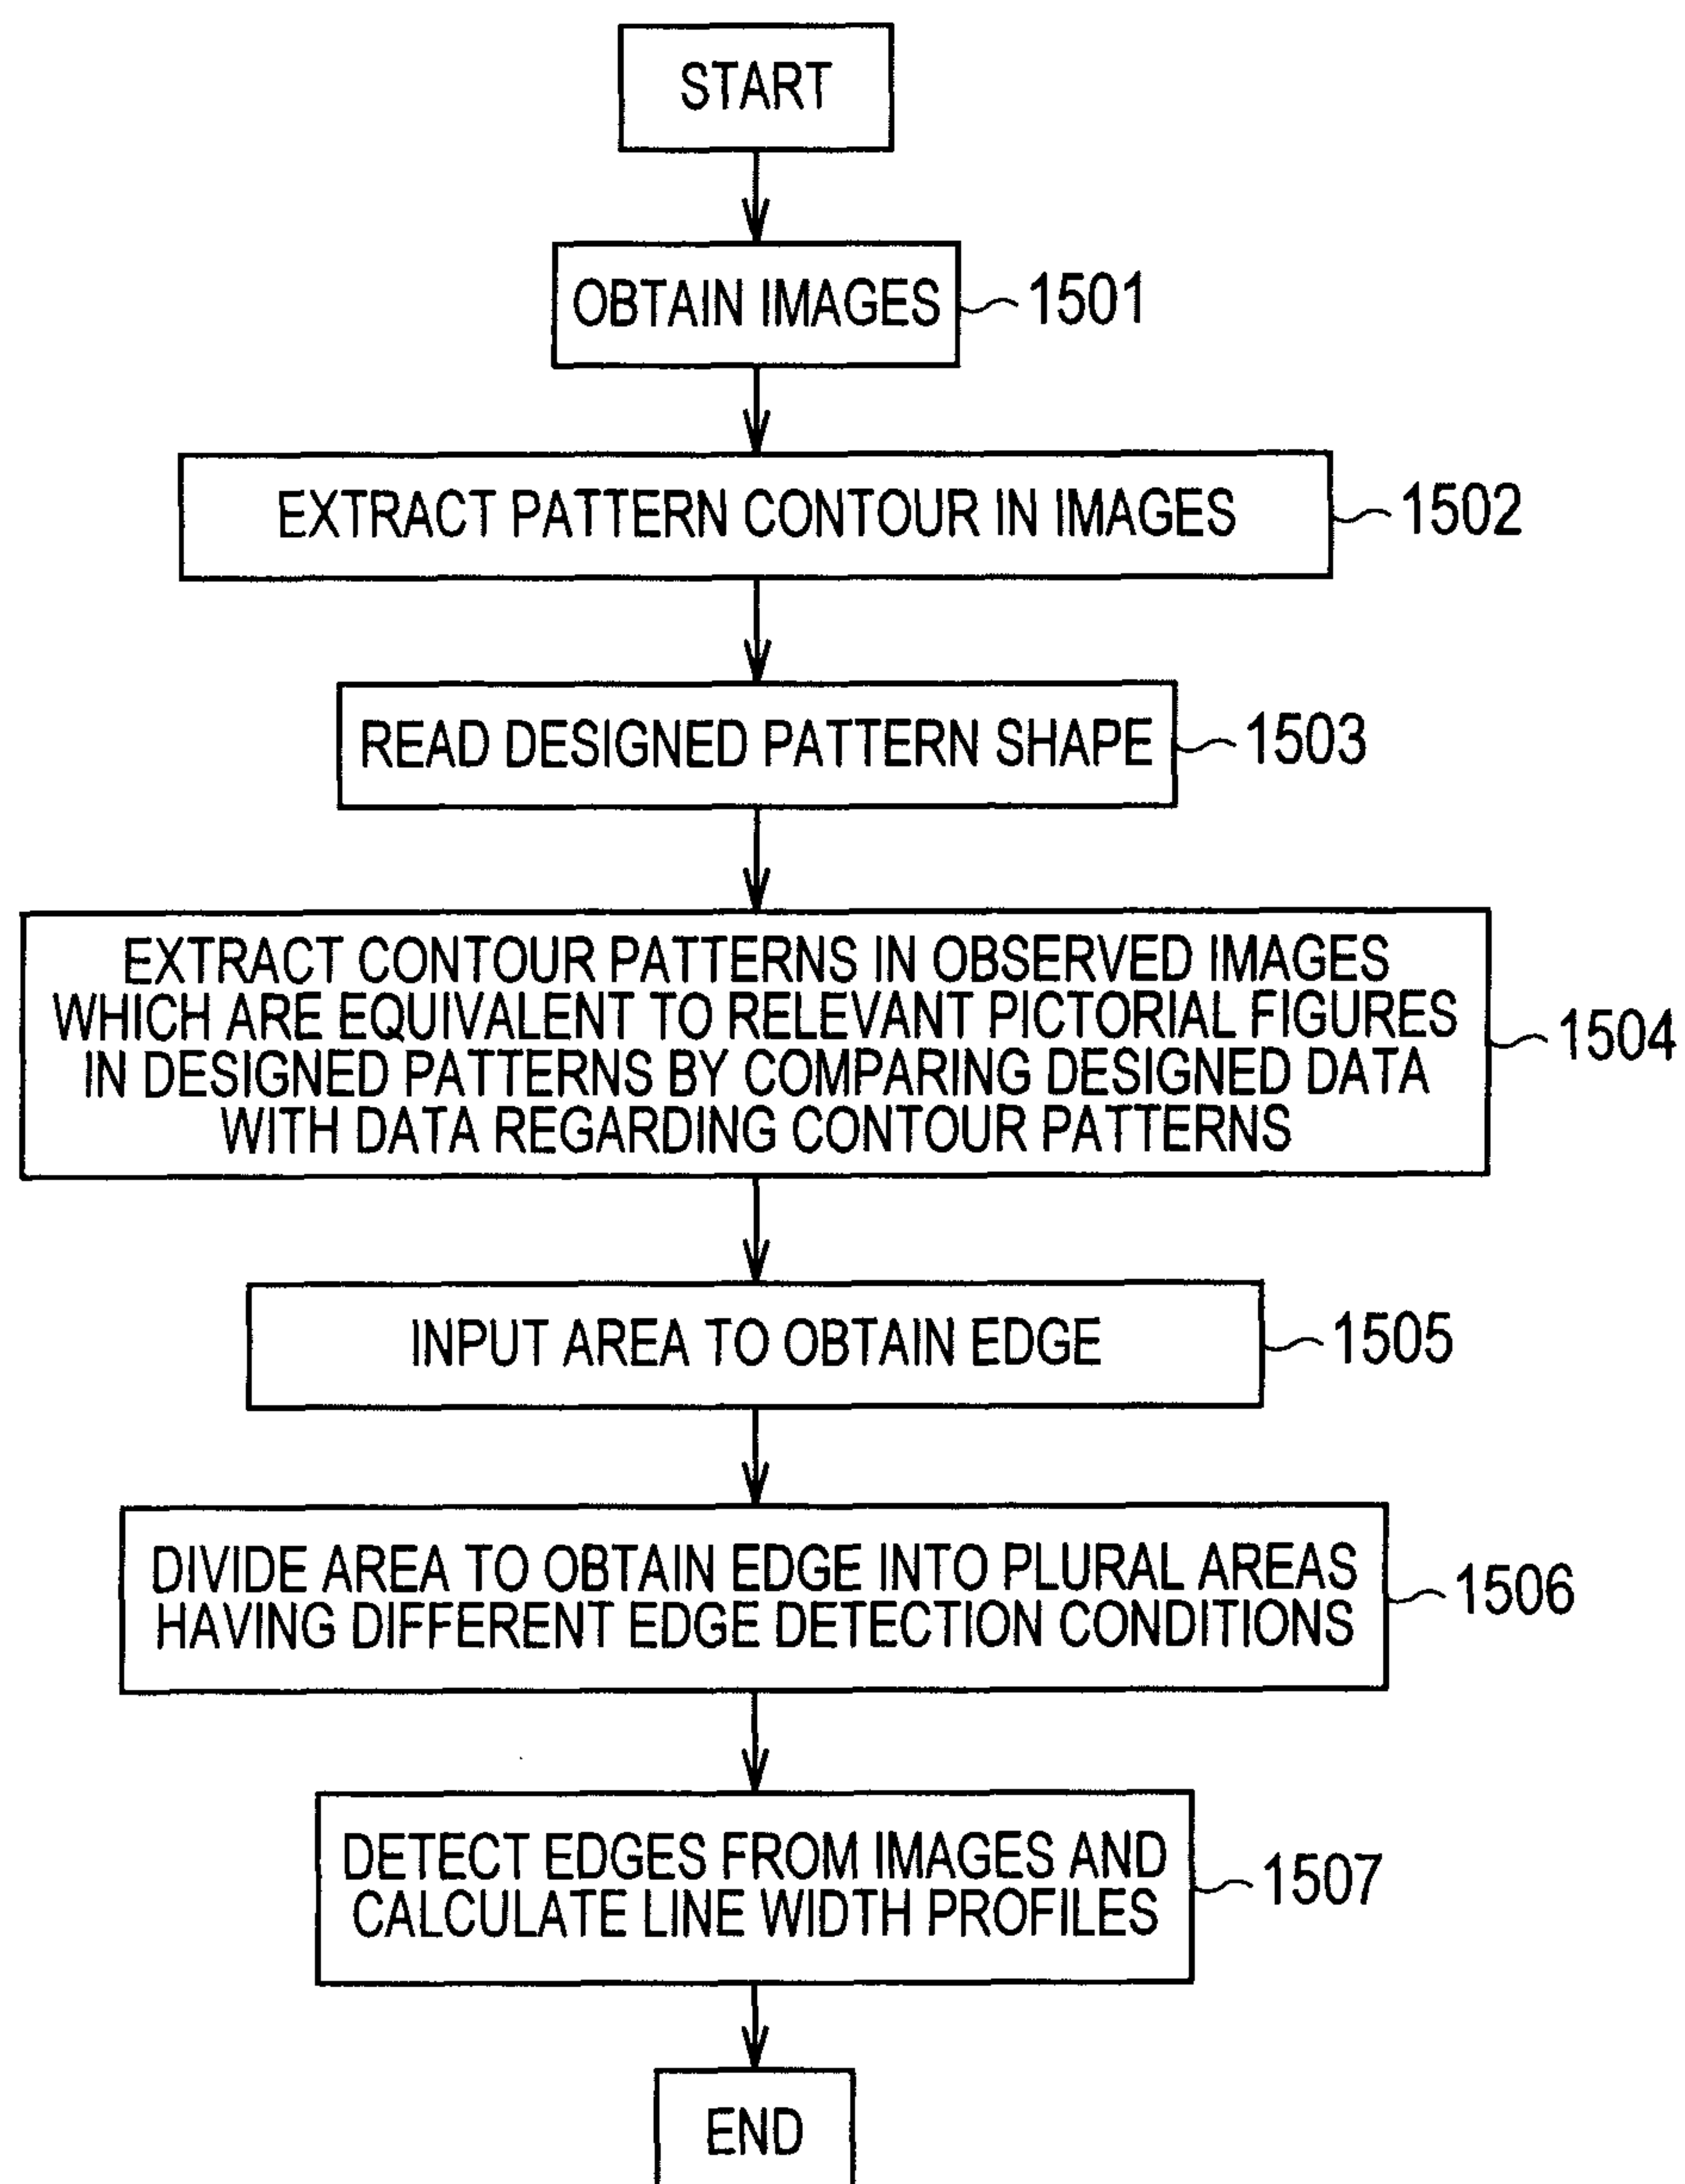 START
OBTAIN IMAGES
1501
EXTRACT PATTERN CONTOUR IN IMAGES
1502
READ DESIGNED PATTERN SHAPE
1503
EXTRACT CONTOUR PATTERNS IN OBSERVED IMAGES
WHICH ARE EQUIVALENT TO RELEVANT PICTORIAL FIGURES
IN DESIGNED PATTERNS BY COMPARING DESIGNED DATA
WITH DATA REGARDING CONTOUR PATTERNS
1504
INPUT AREA TO OBTAIN EDGE
1505
DIVIDE AREA TO OBTAIN EDGE INTO PLURAL AREAS
HAVING DIFFERENT EDGE DETECTION CONDITIONS
1506
DETECT EDGES FROM IMAGES AND
CALCULATE LINE WIDTH PROFILES
1507
END